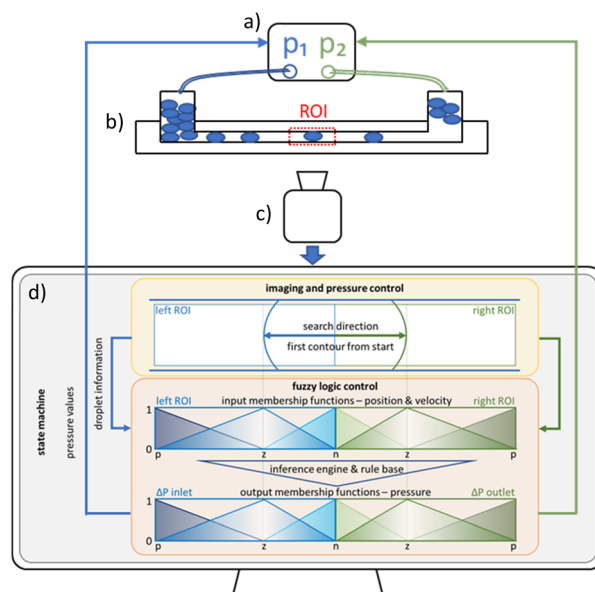 a)
p₁ p₂
ROI
b)
c)
d)
imaging and pressure control
left ROI
right ROI
search direction
first contour from start
state machine
pressure values
droplet information
fuzzy logic control
left ROI
input membership functions – position & velocity
right ROI
1
0
p z n z p
inference engine & rule base
ΔP inlet
output membership functions – pressure
ΔP outlet
1
0
p z n z p